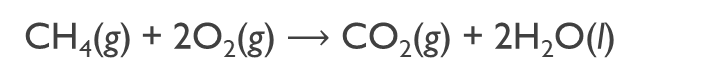 CH₄(g) + 2O₂(g) ⟶ CO₂(g) + 2H₂O(l)